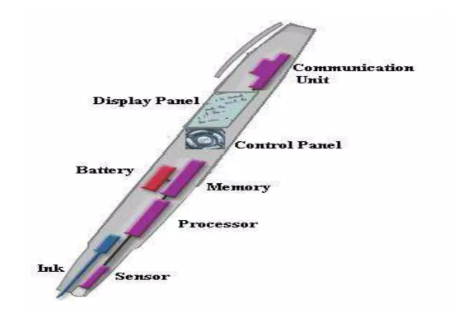 Communication
Unit
Display Panel
Control Panel
Battery
Memory
Processor
Ink
Sensor